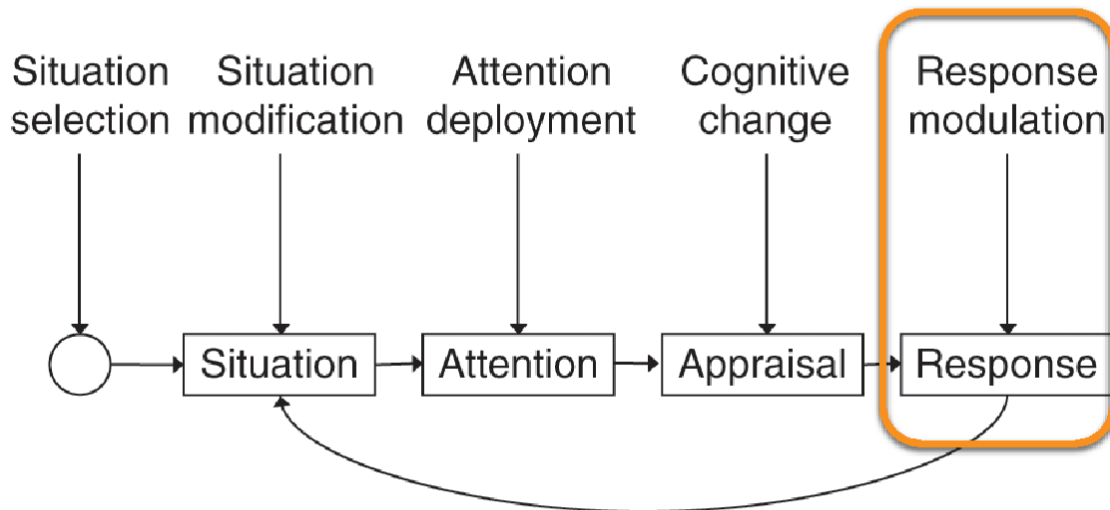 Situation
selection
Situation
modification
Attention
deployment
Cognitive
change
Response
modulation
Situation
Attention
Appraisal
Response